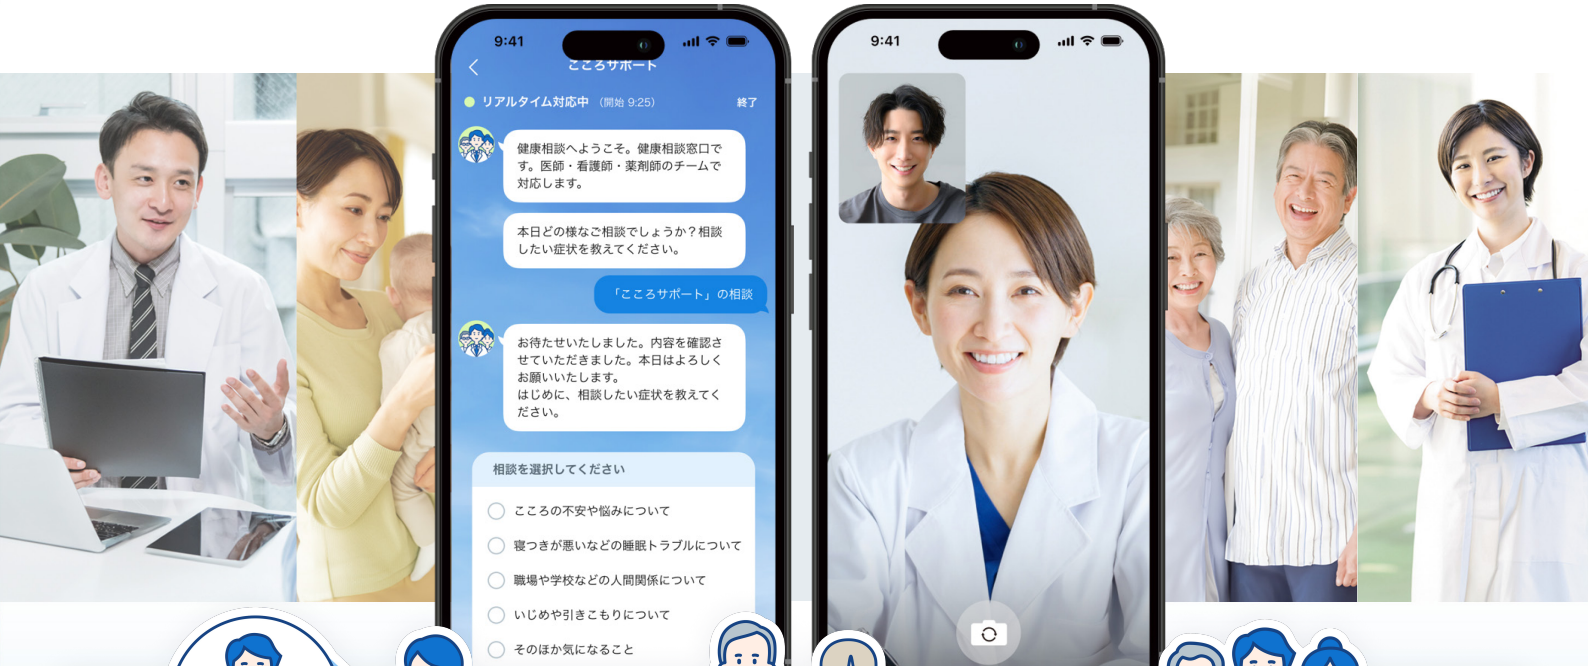 9:41
こころサポート
リアルタイム対応中 (開始 9:25) 終了
健康相談へようこそ。健康相談窓口で
す。医師・看護師・薬剤師のチームで
対応します。
本日どの様なご相談でしょうか？相談
したい症状を教えてください。
「こころサポート」の相談
お待たせいたしました。内容を確認さ
せていただきました。本日はよろしく
お願いいたします。
はじめに、相談したい症状を教えてく
ださい。
相談を選択してください
こころの不安や悩みについて
寝つきが悪いなどの睡眠トラブルについて
職場や学校などの人間関係について
いじめや引きこもりについて
そのほか気になること
9:41